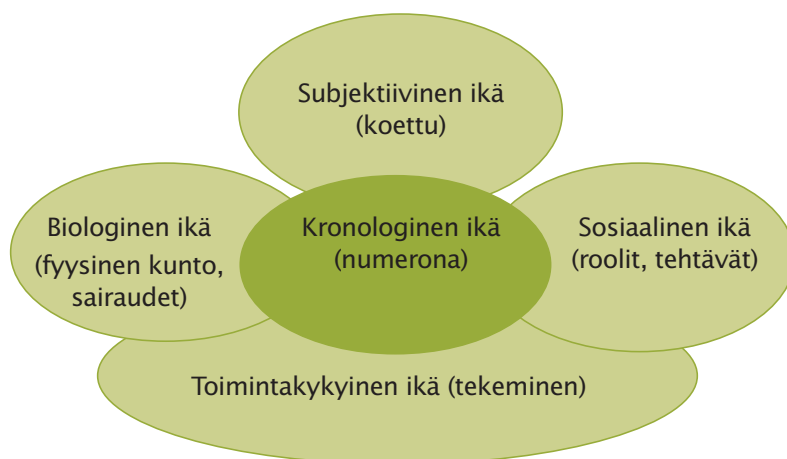 Subjektiivinen ikä
(koettu)
Biologinen ikä
(fyysinen kunto,
sairaudet)
Kronologinen ikä
(numerona)
Sosiaalinen ikä
(roolit, tehtävät)
Toimintakykyinen ikä (tekeminen)